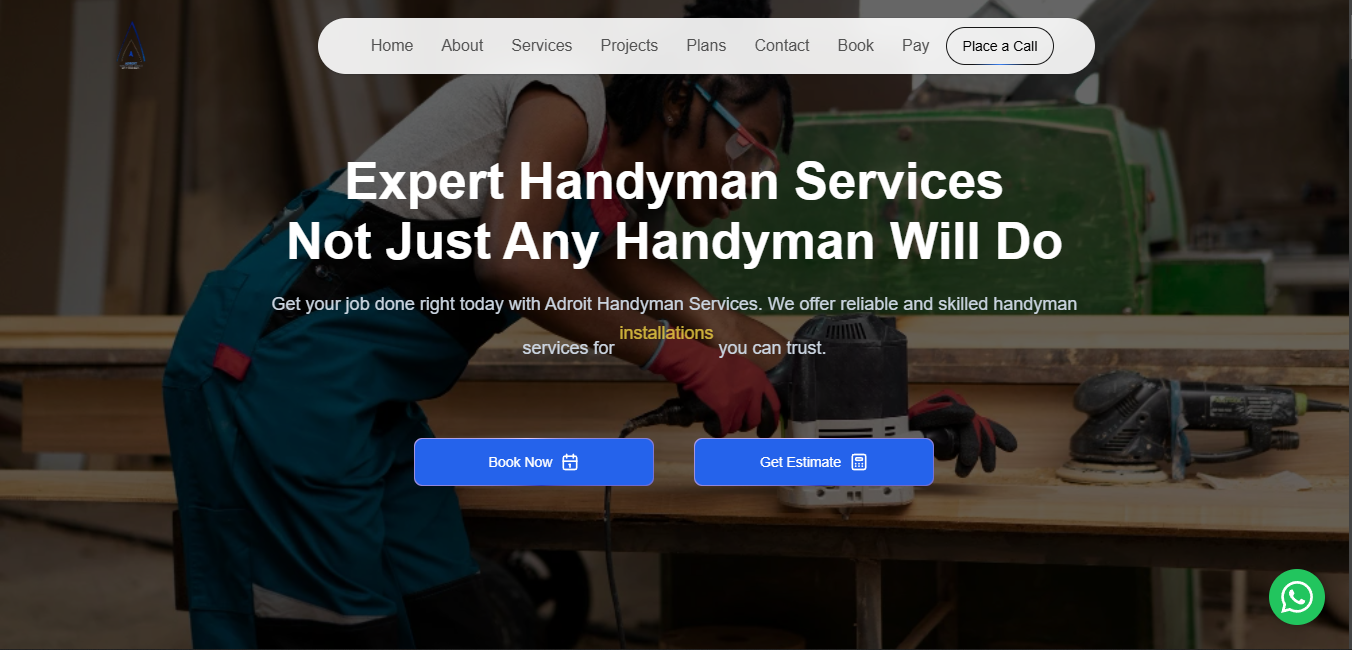 Home About Services Projects Plans Contact Book Pay Place a Call
Expert Handyman Services
Not Just Any Handyman Will Do
Get your job done right today with Adroit Handyman Services. We offer reliable and skilled handyman
services for installations you can trust.
Book Now
Get Estimate